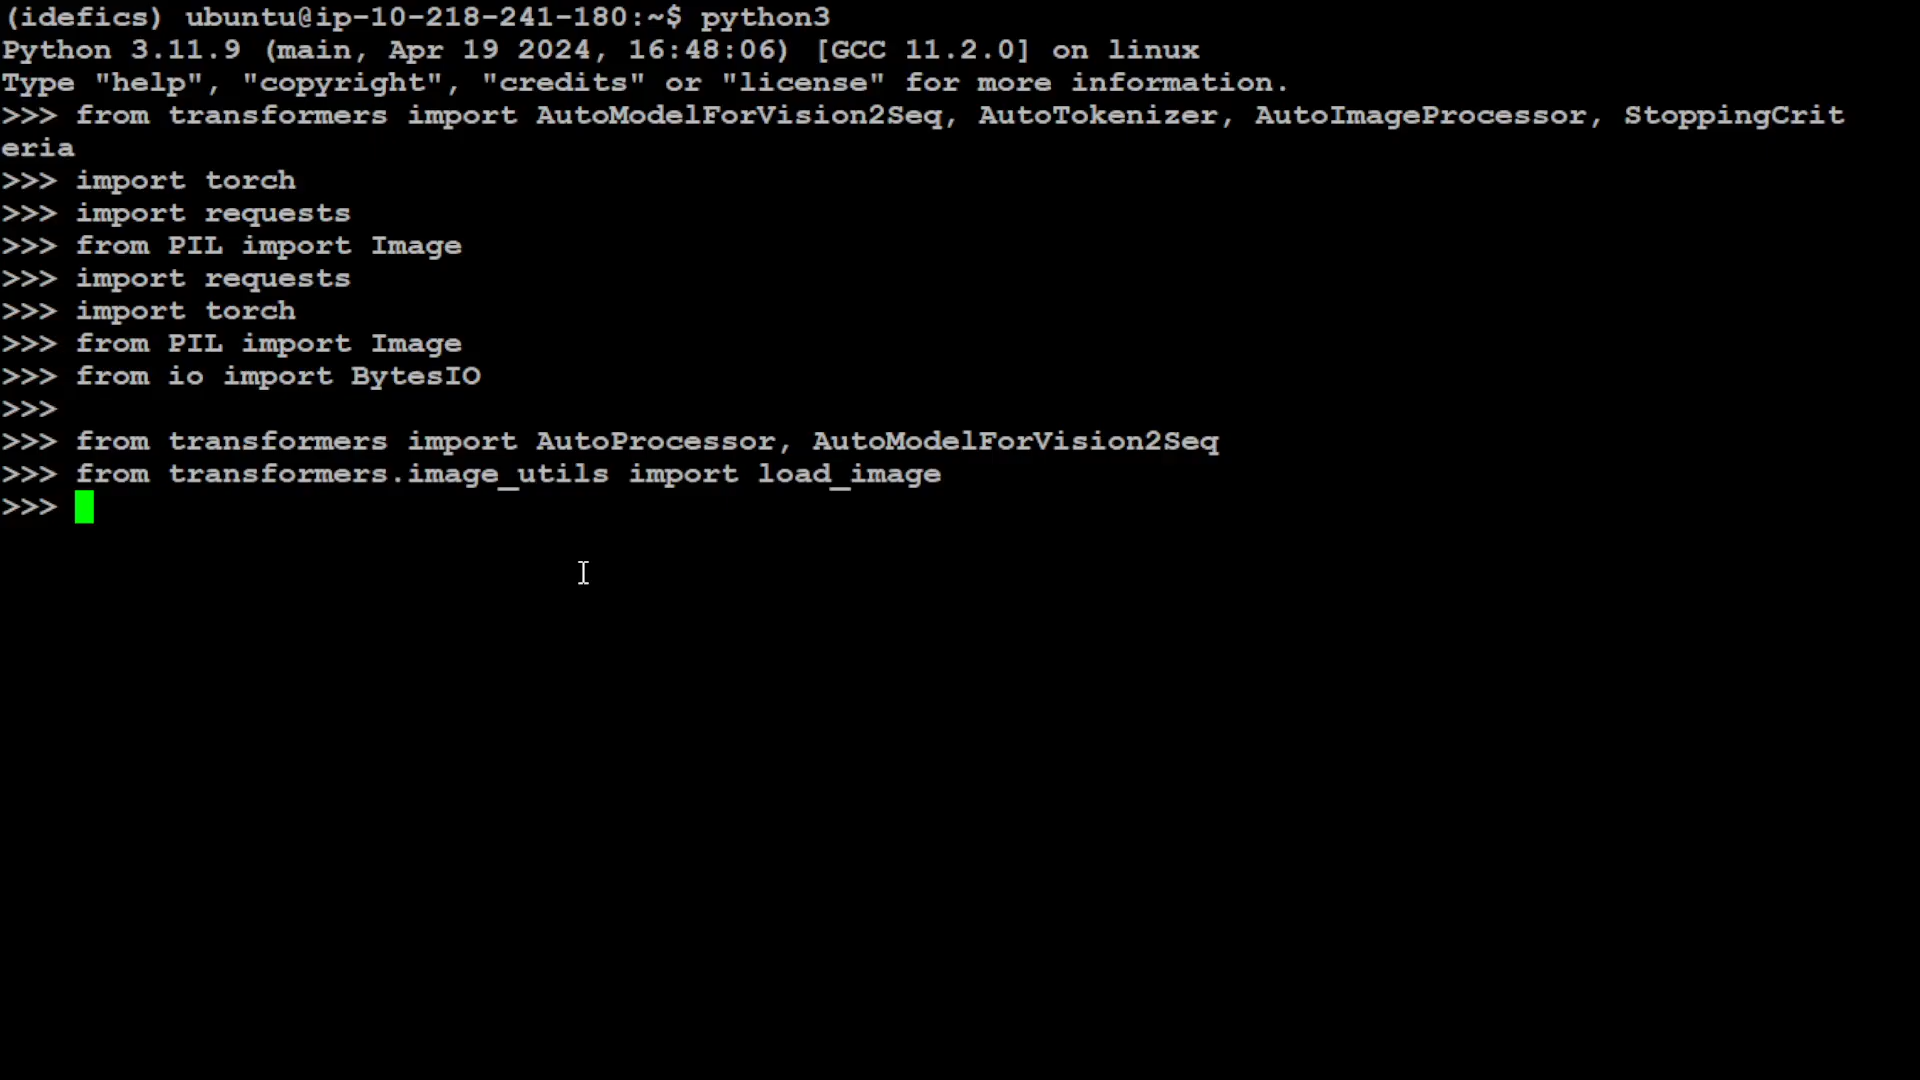 (idefics) ubuntu@ip-10-218-241-180:~$ python3
Python 3.11.9 (main, Apr 19 2024, 16:48:06) [GCC 11.2.0] on linux
Type "help", "copyright", "credits" or "license" for more information.
>>> from transformers import AutoModelForVision2Seq, AutoTokenizer, AutoImageProcessor, StoppingCrit
eria
>>> import torch
>>> import requests
>>> from PIL import Image
>>> import requests
>>> import torch
>>> from PIL import Image
>>> from io import BytesIO
>>>
>>> from transformers import AutoProcessor, AutoModelForVision2Seq
>>> from transformers.image_utils import load_image
>>>